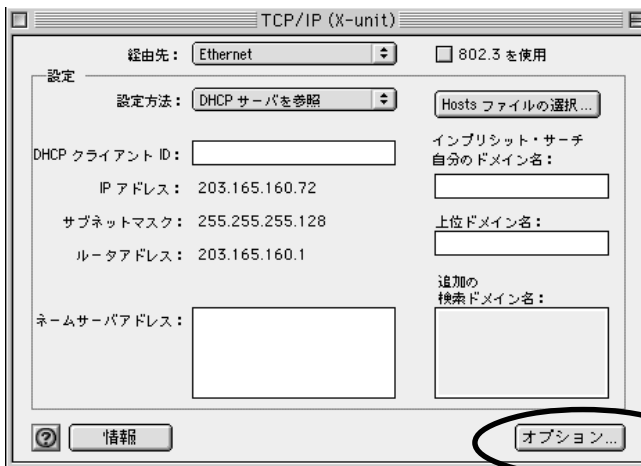 TCP/IP (X-unit)
経由先： Ethernet
802.3 を使用
設定
設定方法： DHCP サーバを参照
Hosts ファイルの選択...
DHCP クライアント ID：
インプリシット・サーチ
自分のドメイン名：
IP アドレス： 203.165.160.72
サブネットマスク： 255.255.255.128
上位ドメイン名：
ルータアドレス： 203.165.160.1
追加の
検索ドメイン名：
ネームサーバアドレス：
? 情報
オプション...